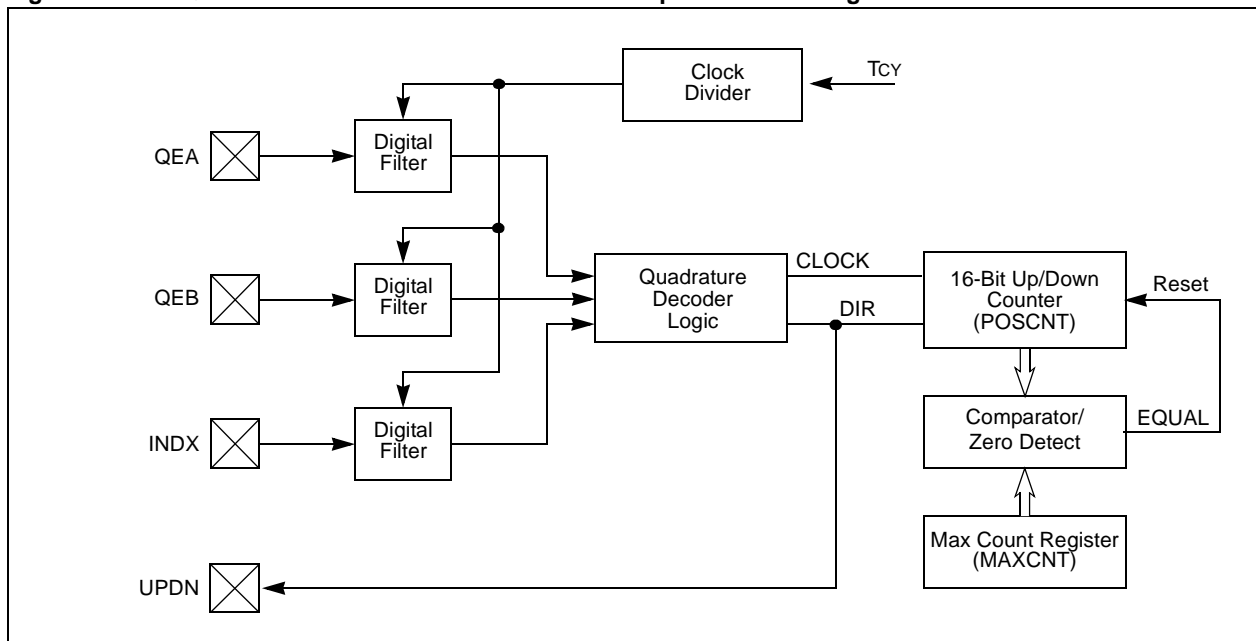 Clock
Divider
TCY
QEA
Digital
Filter
QEB
Digital
Filter
Quadrature
Decoder
Logic
CLOCK
DIR
16-Bit Up/Down
Counter
(POSCNT)
Reset
INDX
Digital
Filter
Comparator/
Zero Detect
EQUAL
Max Count Register
(MAXCNT)
UPDN